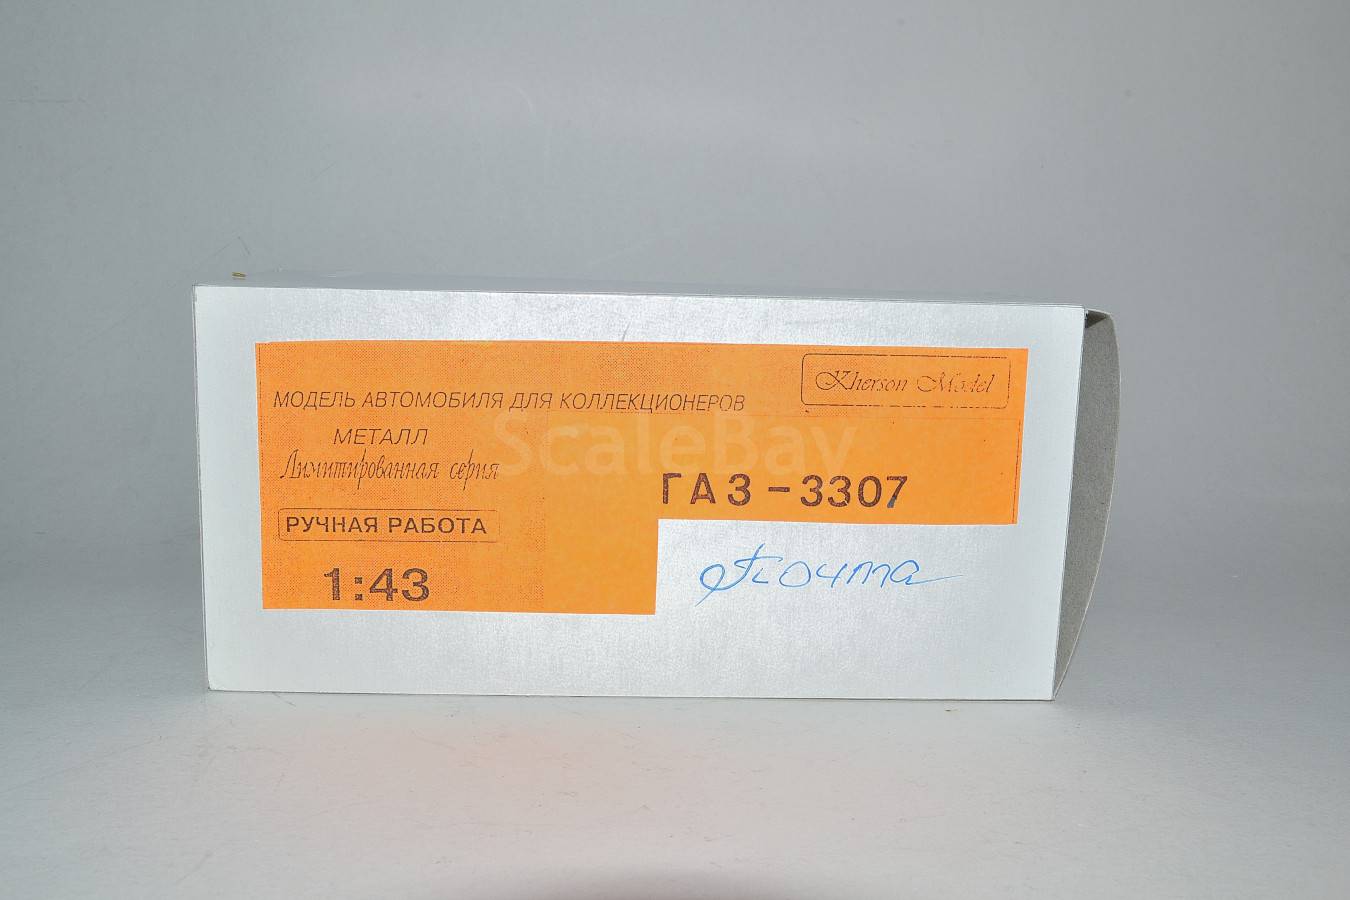 Kherson Model
МОДЕЛЬ АВТОМОБИЛЯ ДЛЯ КОЛЛЕКЦИОНЕРОВ
МЕТАЛЛ
Лимитированная серия
ScaleBay
ГАЗ-3307
РУЧНАЯ РАБОТА
Почта
1:43